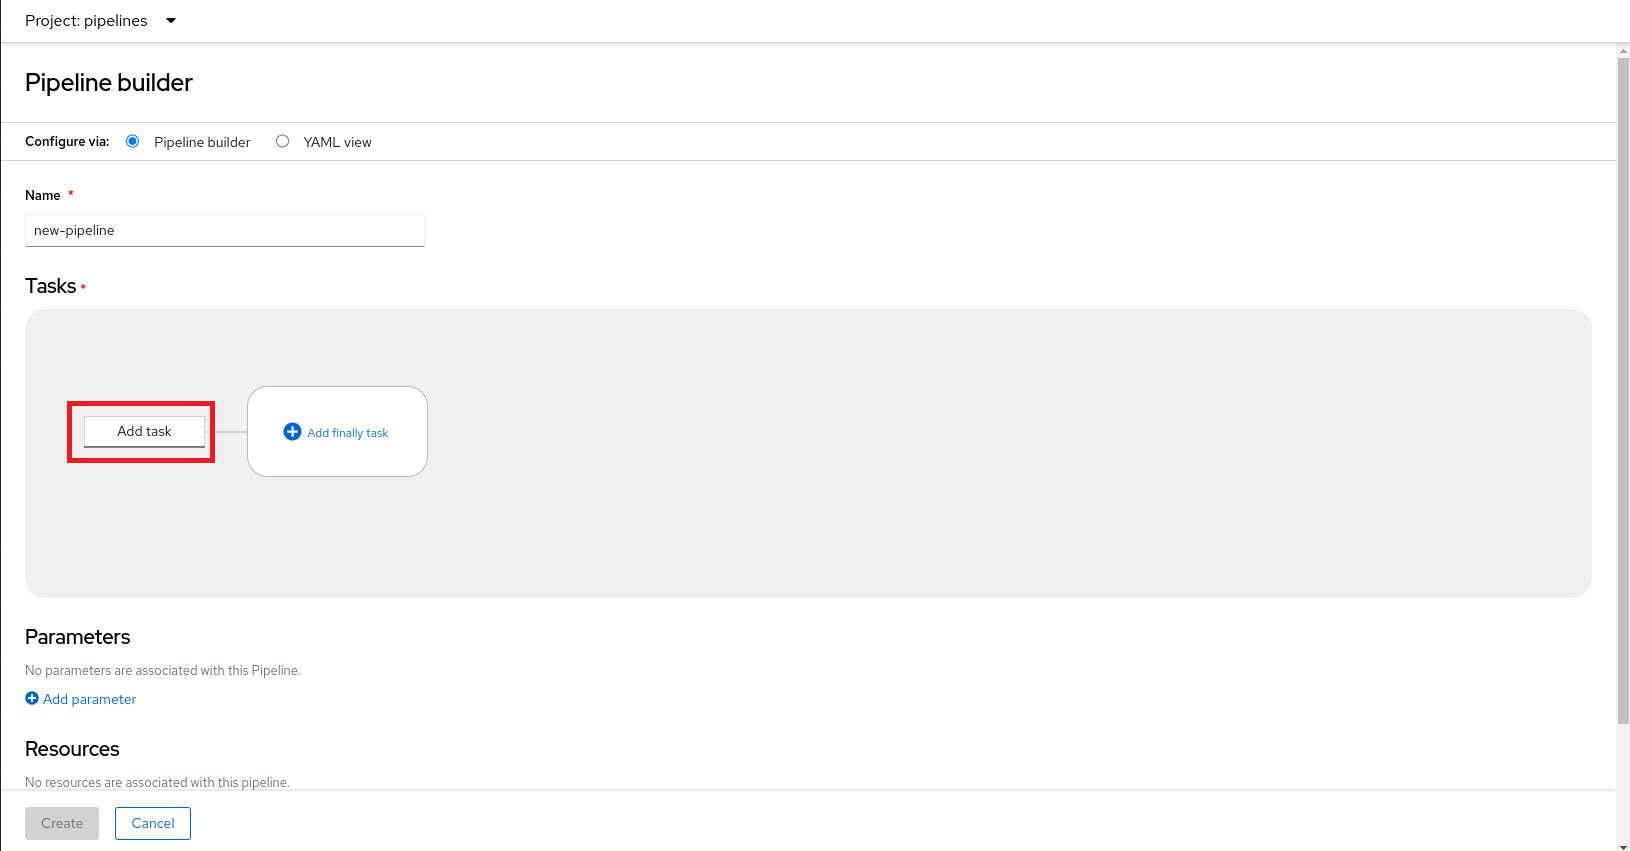 Project: pipelines
Pipeline builder
Configure via: Pipeline builder YAML view
Name *
new-pipeline
Tasks *
Add task
Add finally task
Parameters
No parameters are associated with this Pipeline.
Add parameter
Resources
No resources are associated with this pipeline.
Create Cancel